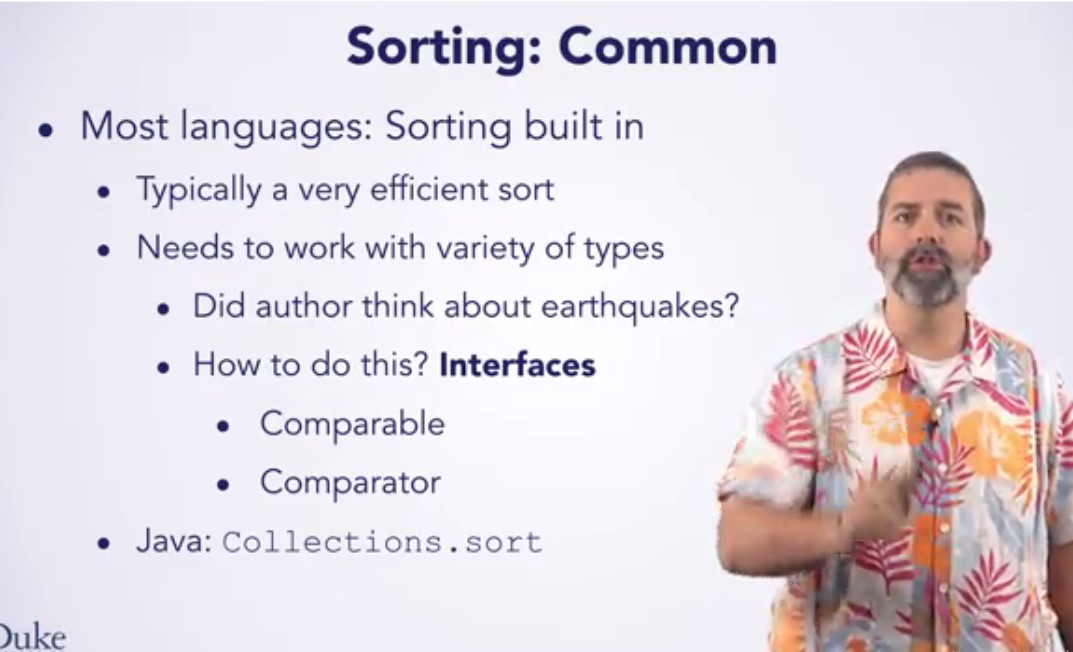 Sorting: Common
• Most languages: Sorting built in
• Typically a very efficient sort
• Needs to work with variety of types
• Did author think about earthquakes?
• How to do this? Interfaces
• Comparable
• Comparator
• Java: Collections.sort
Duke